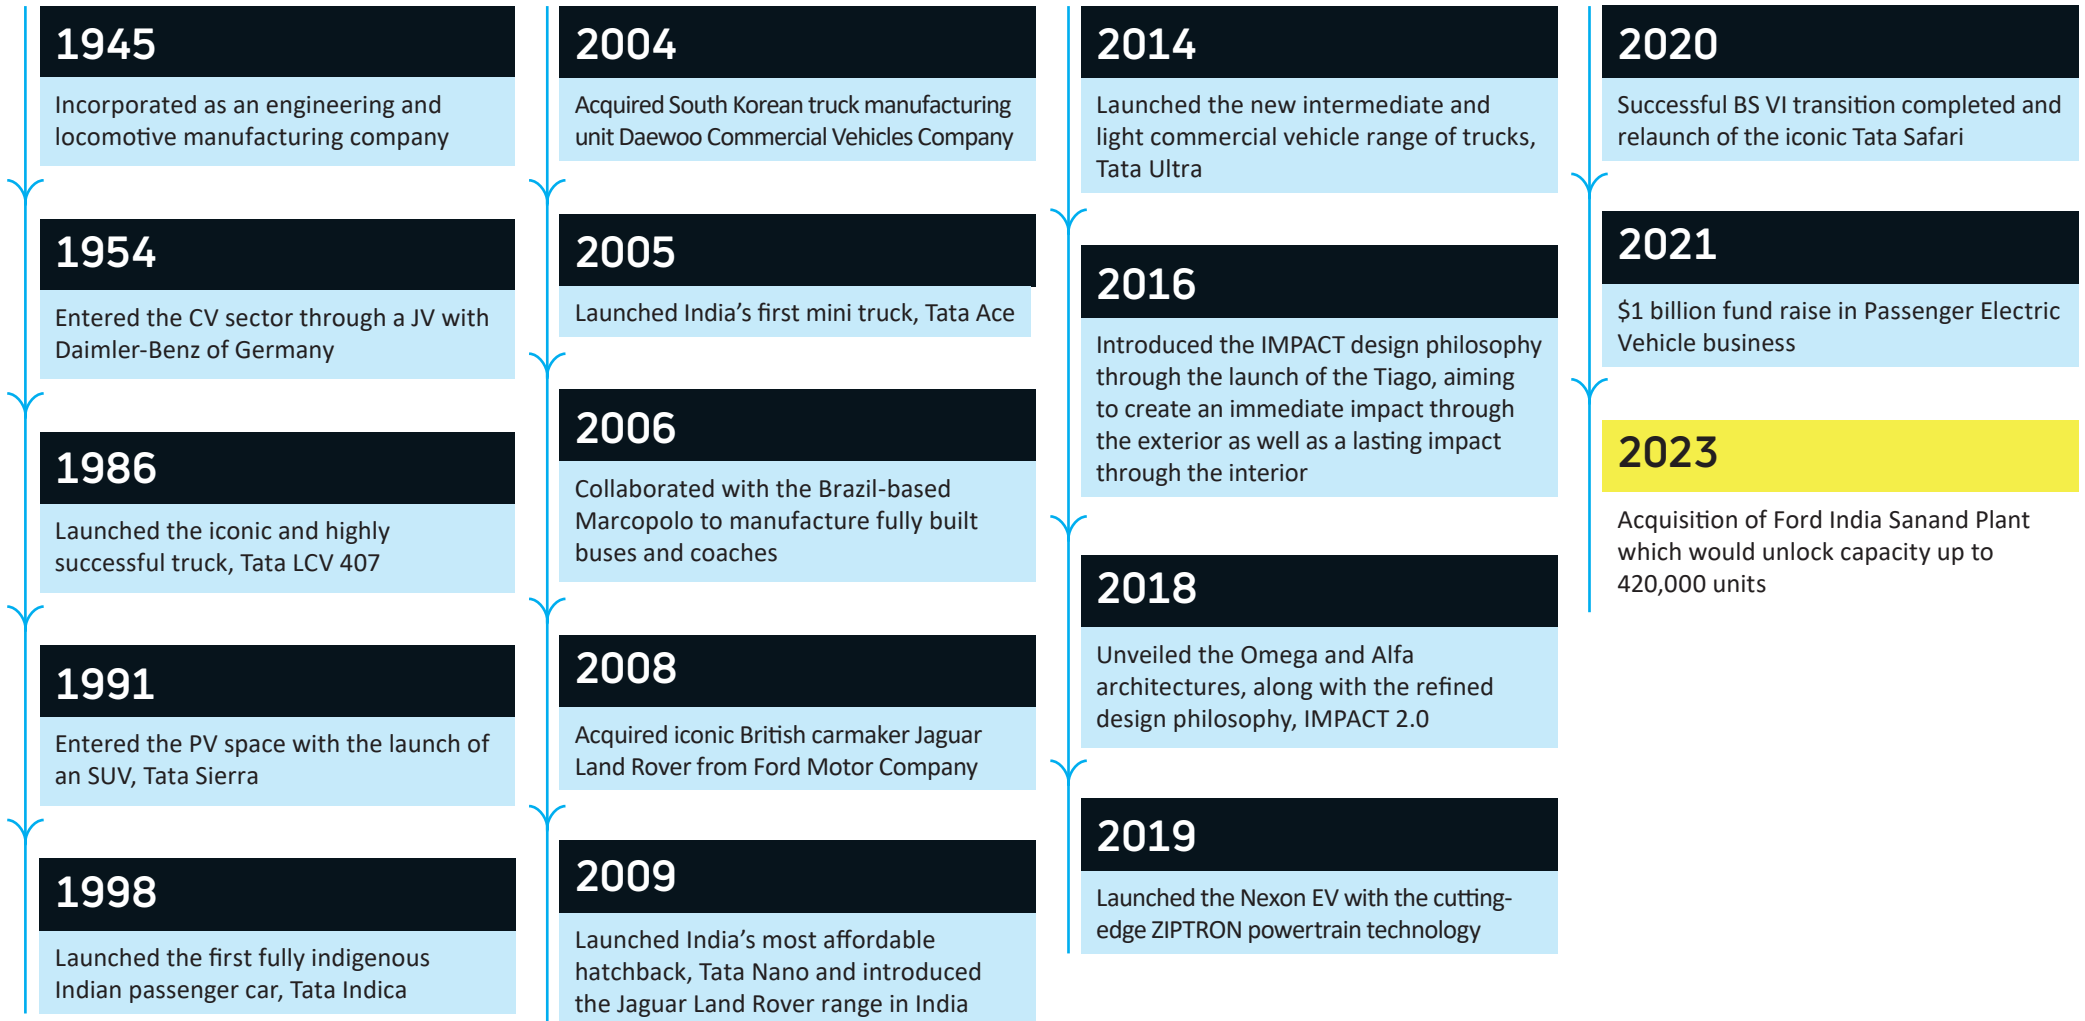 1945
Incorporated as an engineering and
locomotive manufacturing company
1954
Entered the CV sector through a JV with
Daimler-Benz of Germany
1986
Launched the iconic and highly
successful truck, Tata LCV 407
1991
Entered the PV space with the launch of
an SUV, Tata Sierra
1998
Launched the first fully indigenous
Indian passenger car, Tata Indica
2004
Acquired South Korean truck manufacturing
unit Daewoo Commercial Vehicles Company
2005
Launched India’s first mini truck, Tata Ace
2006
Collaborated with the Brazil-based
Marcopolo to manufacture fully built
buses and coaches
2008
Acquired iconic British carmaker Jaguar
Land Rover from Ford Motor Company
2009
Launched India’s most affordable
hatchback, Tata Nano and introduced
the Jaguar Land Rover range in India
2014
Launched the new intermediate and
light commercial vehicle range of trucks,
Tata Ultra
2016
Introduced the IMPACT design philosophy
through the launch of the Tiago, aiming
to create an immediate impact through
the exterior as well as a lasting impact
through the interior
2018
Unveiled the Omega and Alfa
architectures, along with the refined
design philosophy, IMPACT 2.0
2019
Launched the Nexon EV with the cutting-
edge ZIPTRON powertrain technology
2020
Successful BS VI transition completed and
relaunch of the iconic Tata Safari
2021
$1 billion fund raise in Passenger Electric
Vehicle business
2023
Acquisition of Ford India Sanand Plant
which would unlock capacity up to
420,000 units